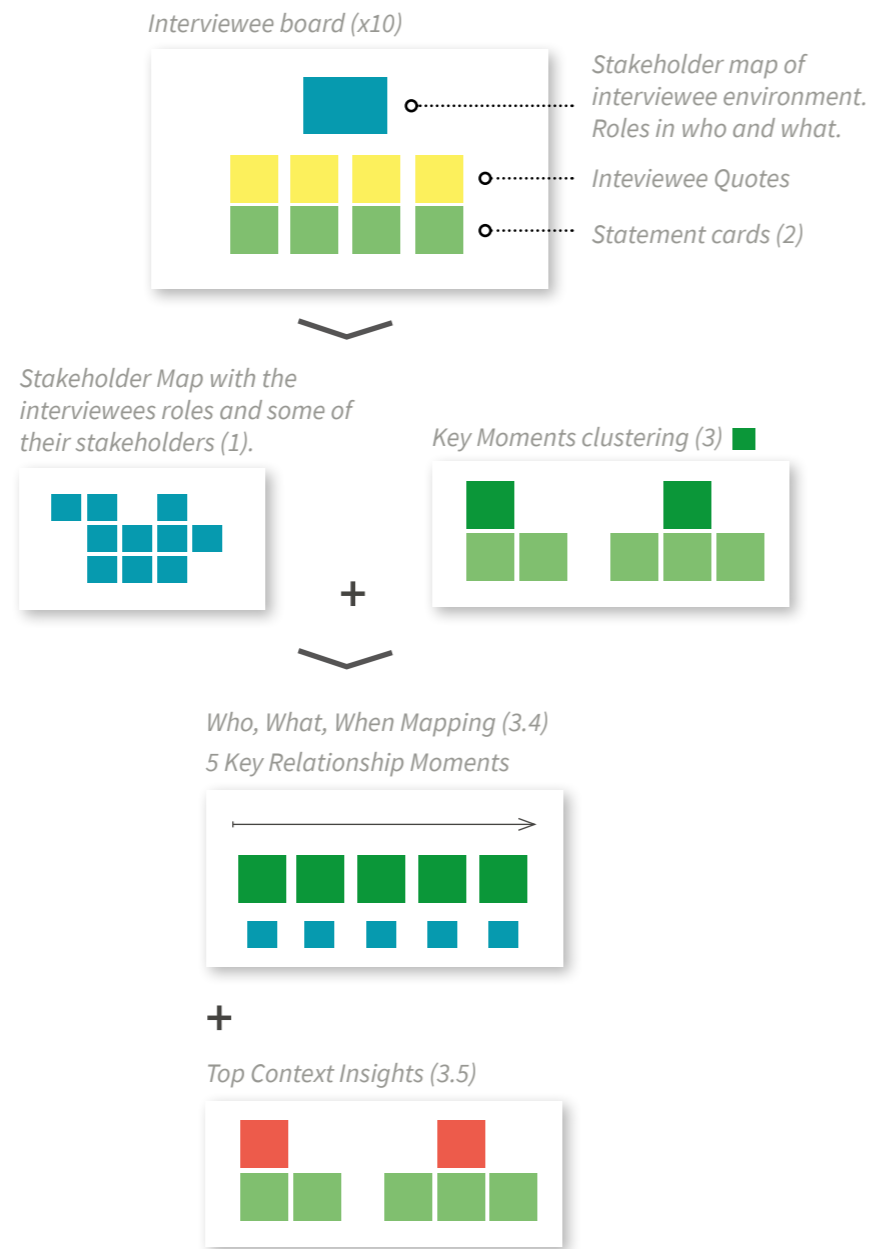 Interviewee board (x10)
Stakeholder map of
interviewee environment.
Roles in who and what.
Inteviewee Quotes
Statement cards (2)
Stakeholder Map with the
interviewees roles and some of
their stakeholders (1).
Key Moments clustering (3)
+
Who, What, When Mapping (3.4)
5 Key Relationship Moments
+
Top Context Insights (3.5)